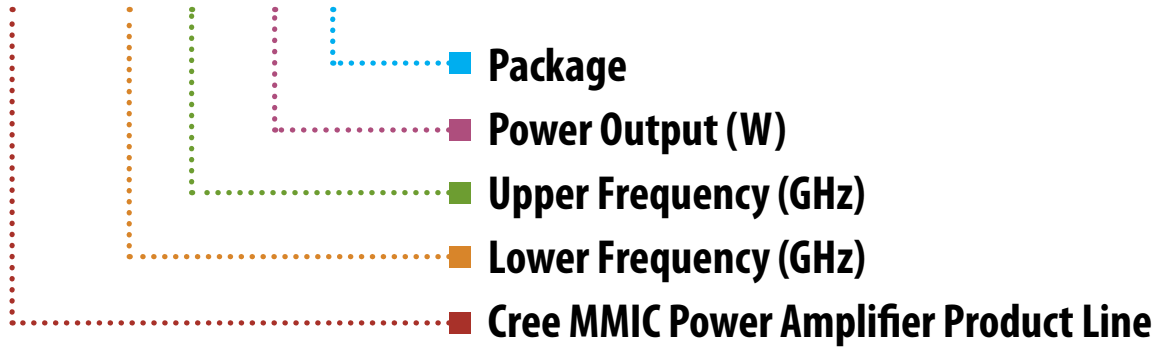 Package
Power Output (W)
Upper Frequency (GHz)
Lower Frequency (GHz)
Cree MMIC Power Amplifier Product Line